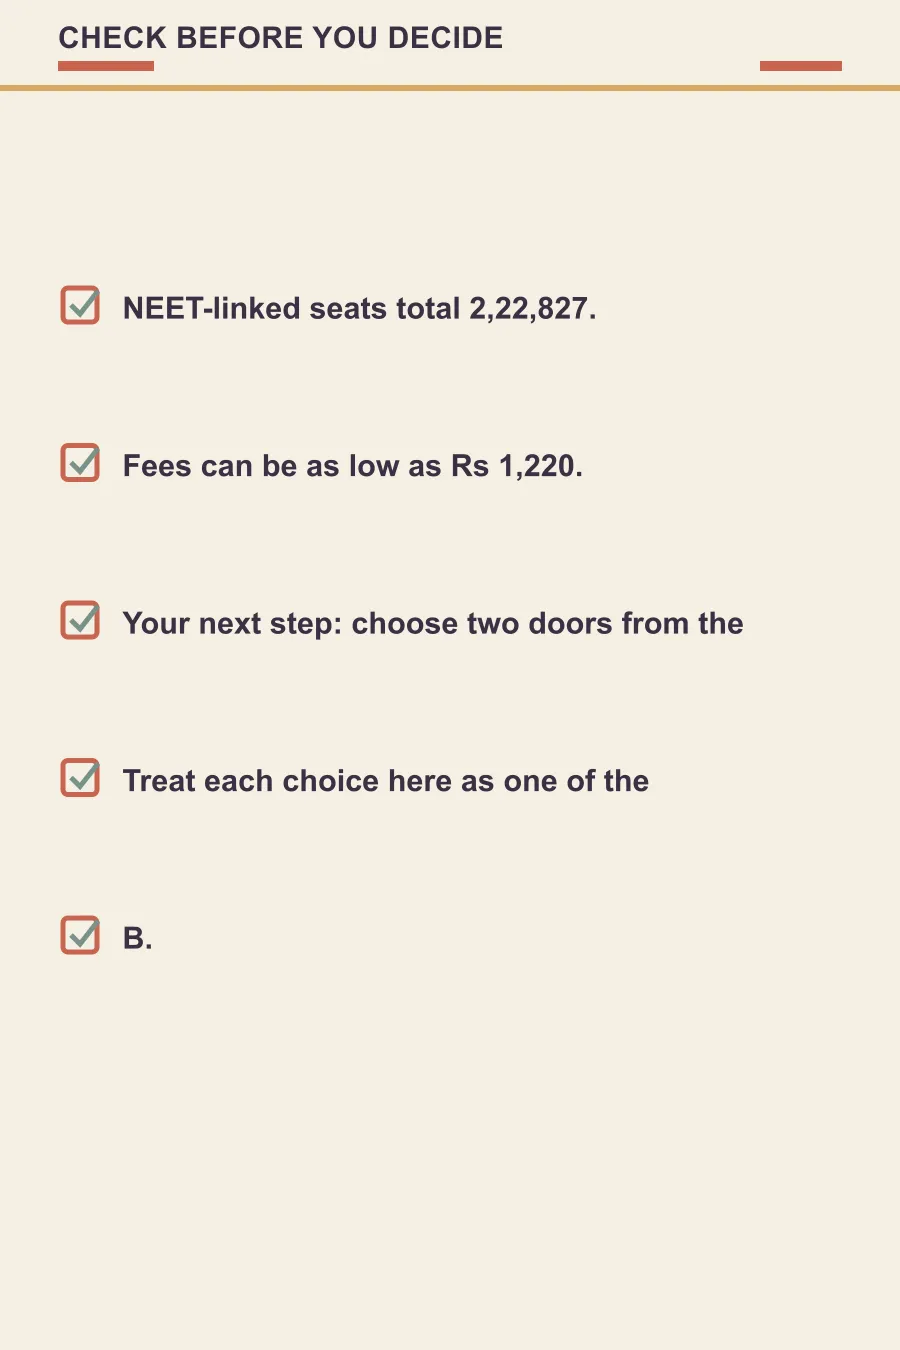 CHECK BEFORE YOU DECIDE
NEET-linked seats total 2,22,827.
Fees can be as low as Rs 1,220.
Your next step: choose two doors from the
Treat each choice here as one of the
B.